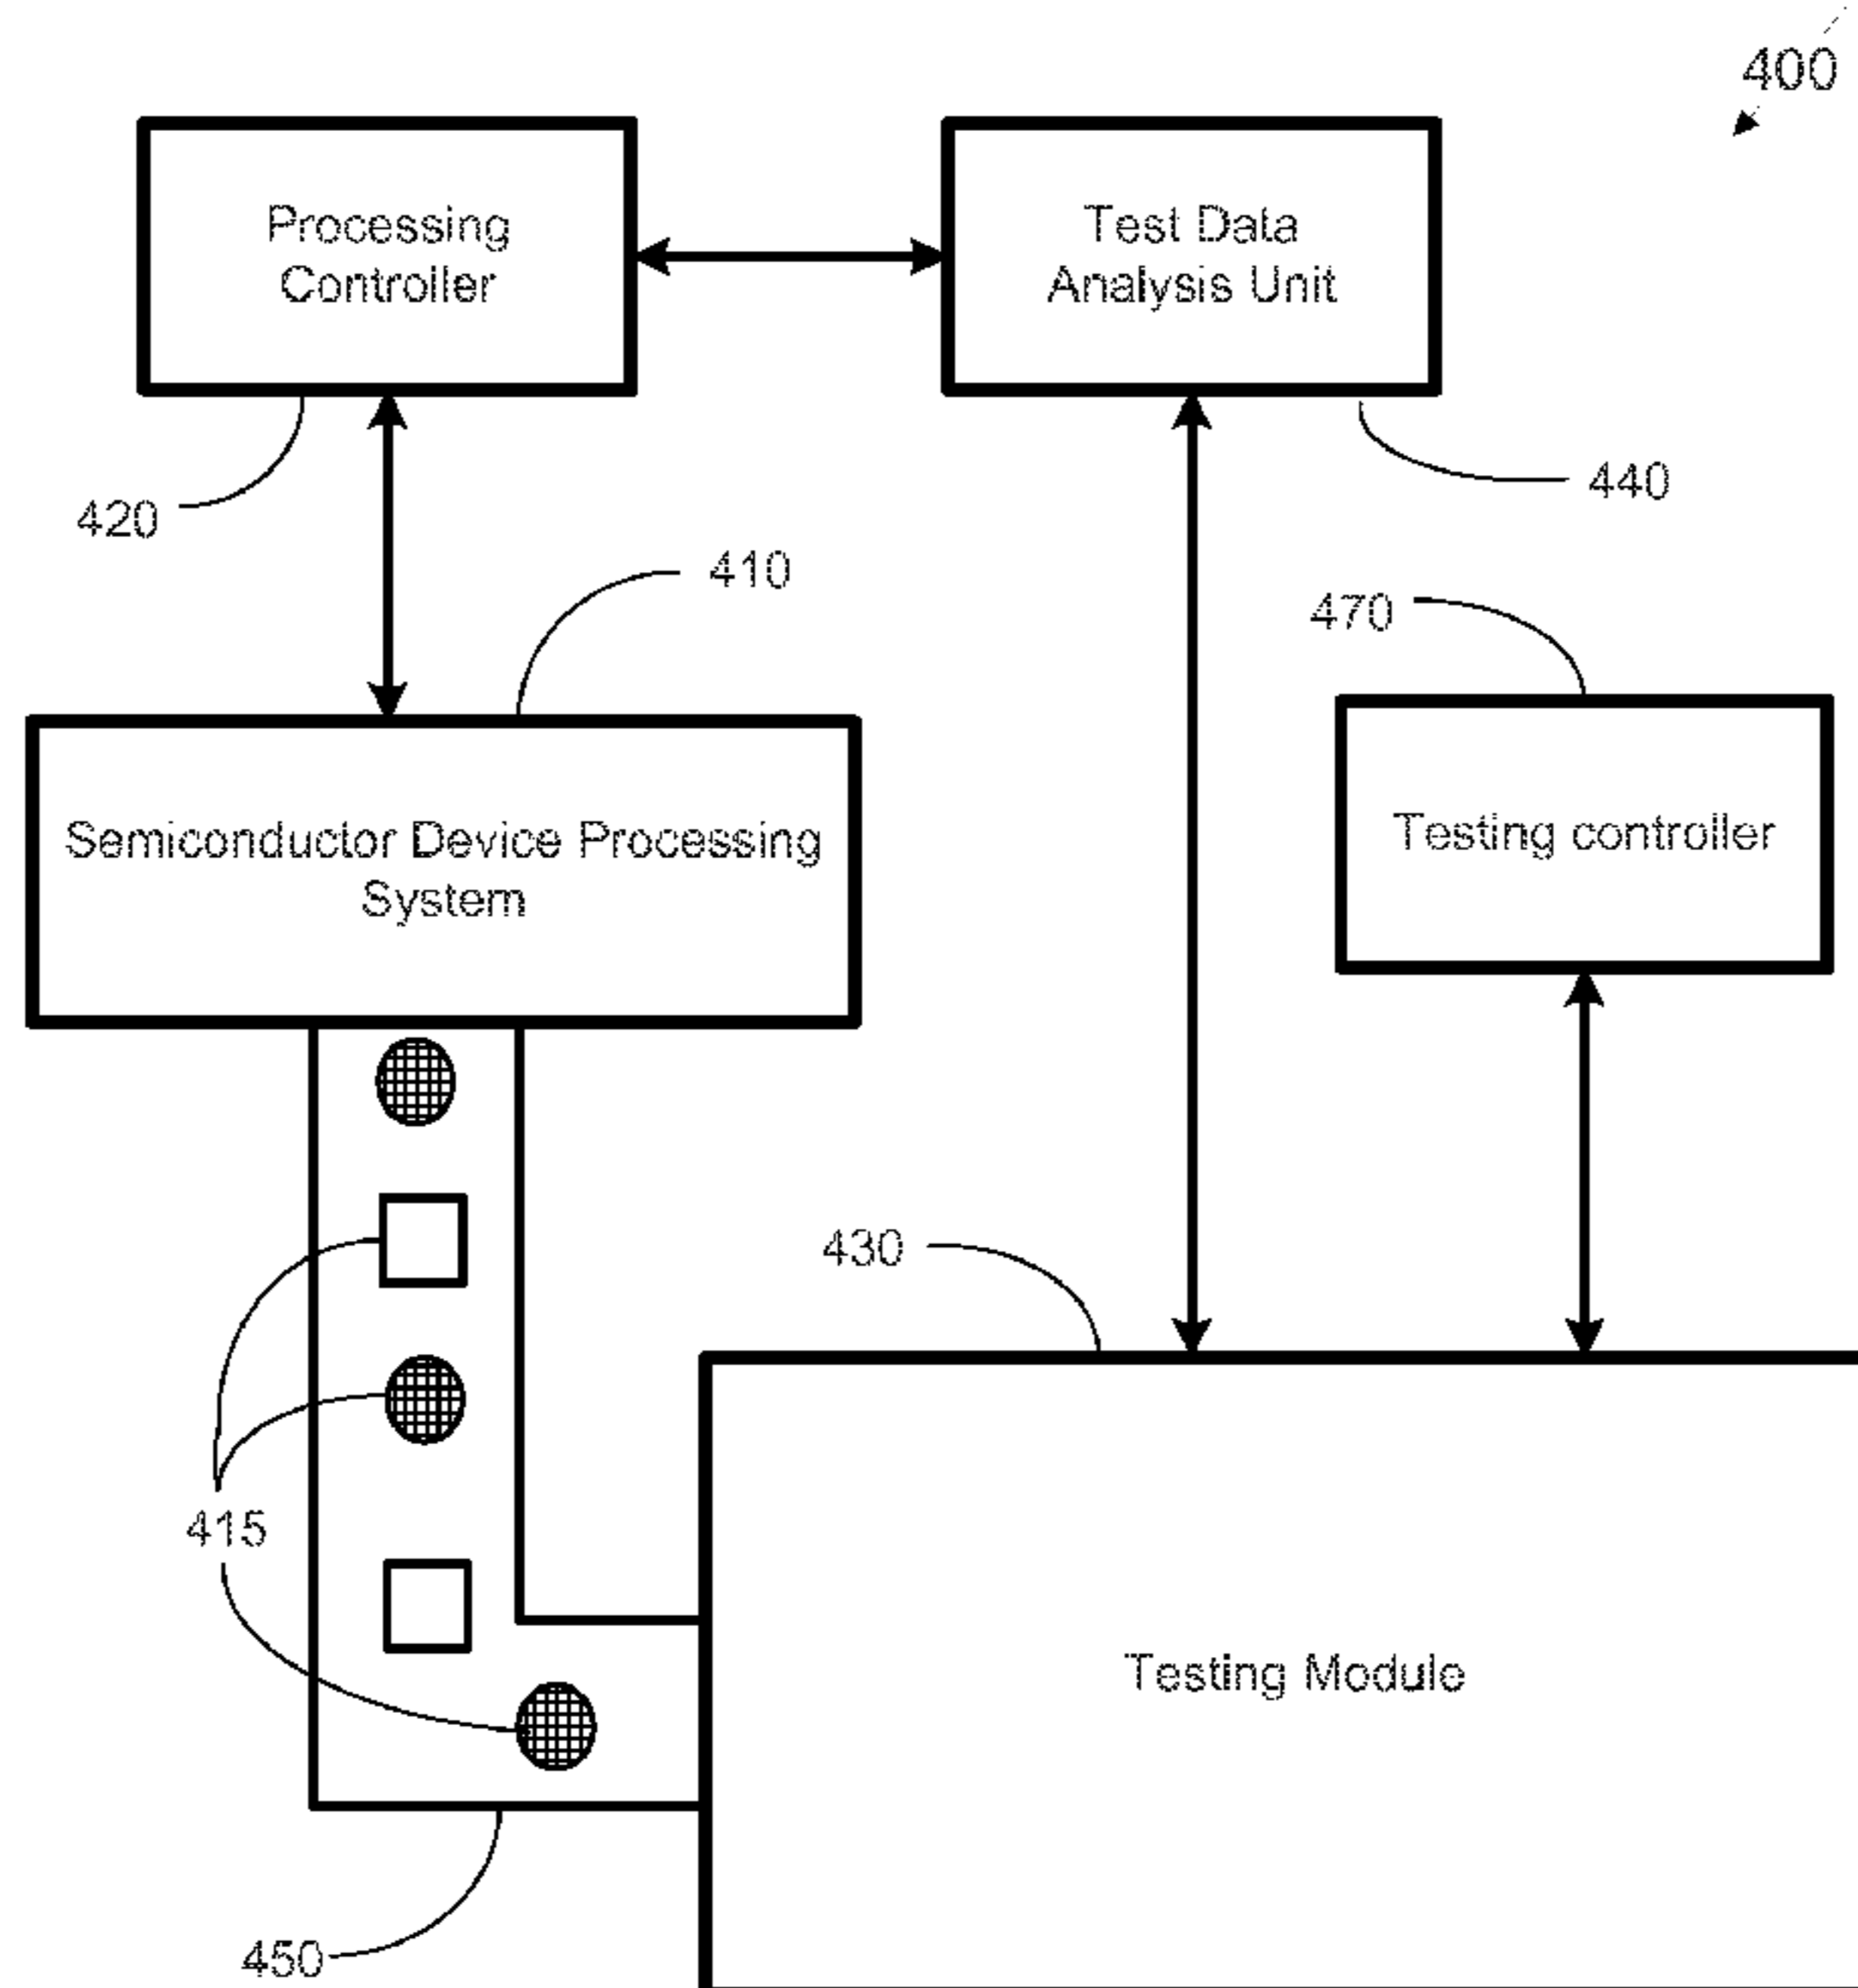 400
Processing
Controller
Test Data
Analysis Unit
420
440
410
470
Semiconductor Device Processing
System
Testing controller
430
415
Testing Module
450